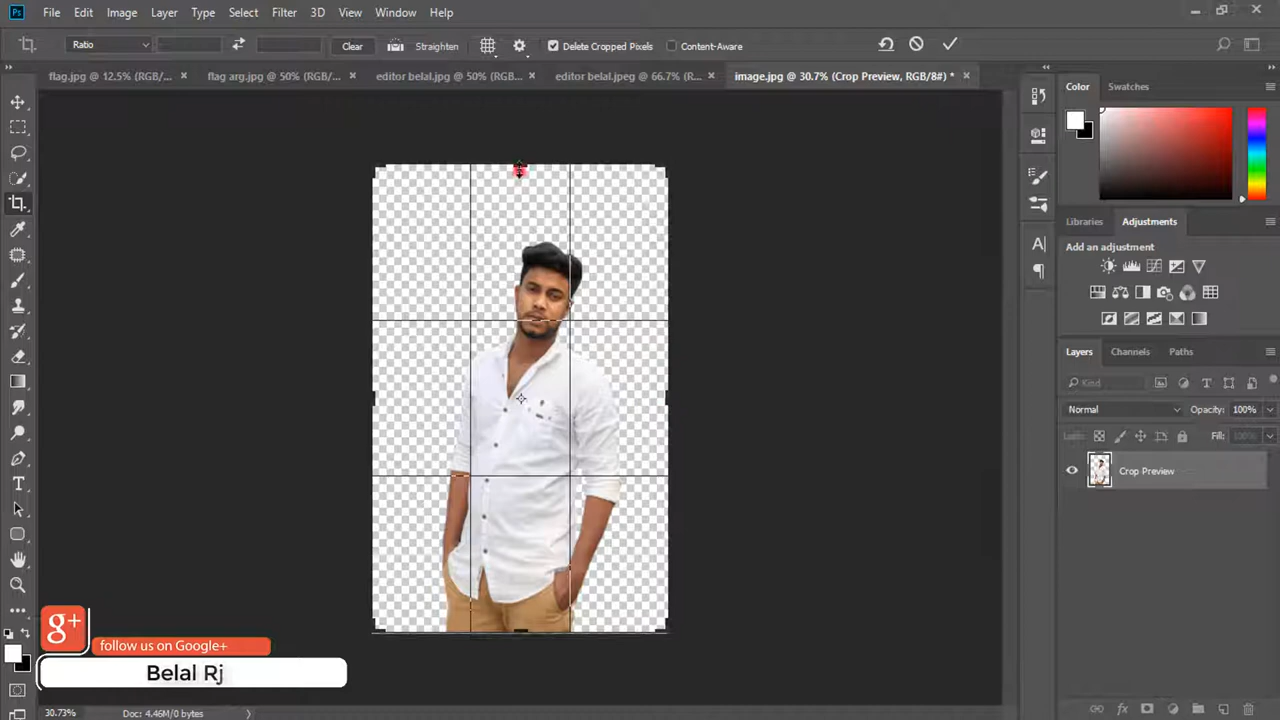 Ps File Edit Image Layer Type Select Filter 3D View Window Help
Ratio Clear Straighten Delete Cropped Pixels Content-Aware
flag.jpg @ 12.5% (RGB/... × flag arg.jpg @ 50% (RGB/... × editor belal.jpg @ 50% (RGB... × editor belal.jpeg @ 66.7% (R... × image.jpg @ 30.7% (Crop Preview, RGB/8#) * ×
Color Swatches
Libraries Adjustments
Add an adjustment
Layers Channels Paths
Kind
Normal Opacity: 100%
Lock: Fill: 100%
Crop Preview
g+
follow us on Google+
Belal Rj
30.73% Doc: 4.46M/0 bytes